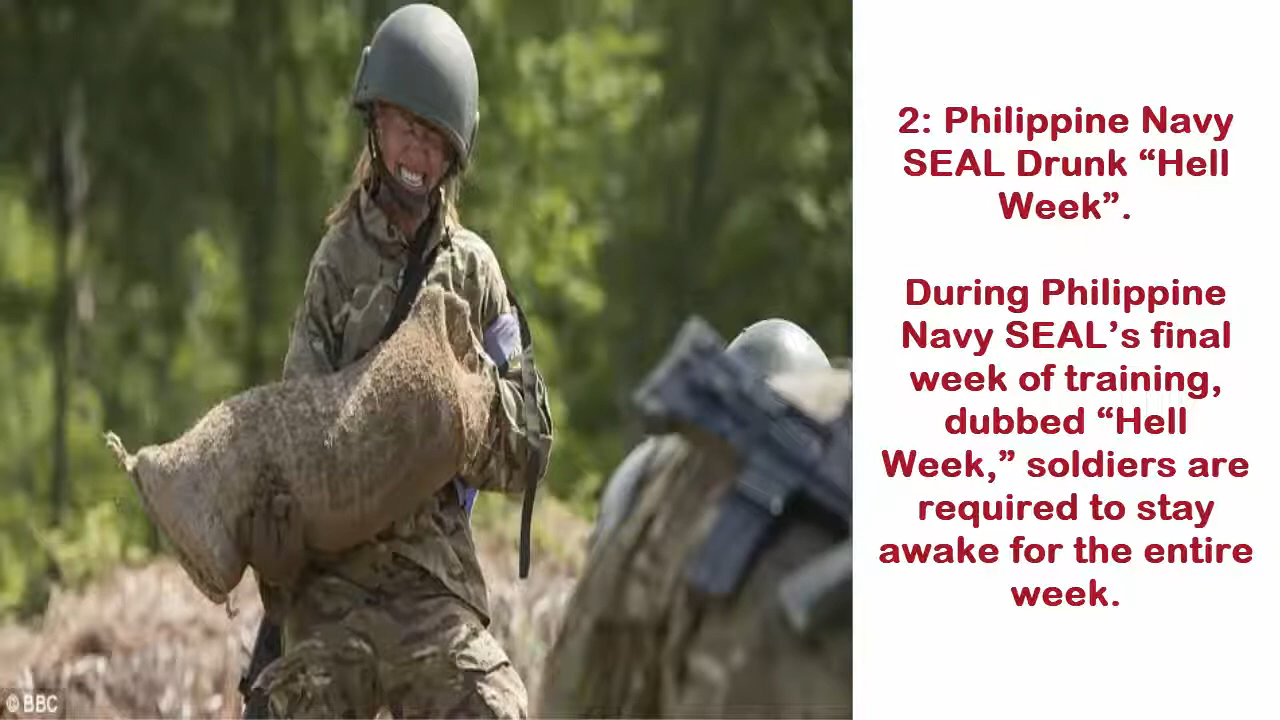 2: Philippine Navy
SEAL Drunk “Hell
Week”.
During Philippine
Navy SEAL’s final
week of training,
dubbed “Hell
Week,” soldiers are
required to stay
awake for the entire
week.
© BBC